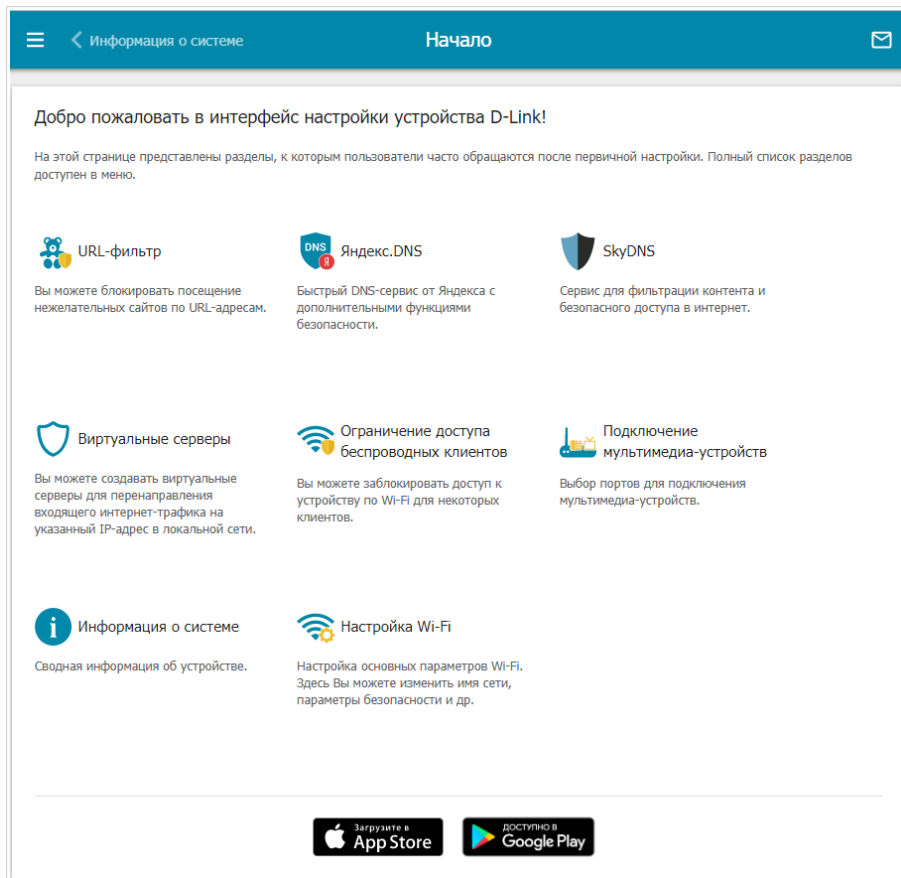 Информация о системе
Начало
Добро пожаловать в интерфейс настройки устройства D-Link!
На этой странице представлены разделы, к которым пользователи часто обращаются после первичной настройки. Полный список разделов
доступен в меню.
URL-фильтр
Вы можете блокировать посещение
нежелательных сайтов по URL-адресам.
DNS
Я
Яндекс.DNS
Быстрый DNS-сервис от Яндекса с
дополнительными функциями
безопасности.
SkyDNS
Сервис для фильтрации контента и
безопасного доступа в интернет.
Виртуальные серверы
Вы можете создавать виртуальные
серверы для перенаправления
входящего интернет-трафика на
указанный IP-адрес в локальной сети.
Ограничение доступа
беспроводных клиентов
Вы можете заблокировать доступ к
устройству по Wi-Fi для некоторых
клиентов.
Подключение
мультимедиа-устройств
Выбор портов для подключения
мультимедиа-устройств.
i
Информация о системе
Сводная информация об устройстве.
Настройка Wi-Fi
Настройка основных параметров Wi-Fi.
Здесь Вы можете изменить имя сети,
параметры безопасности и др.
Загрузите в
App Store
ДОСТУПНО В
Google Play